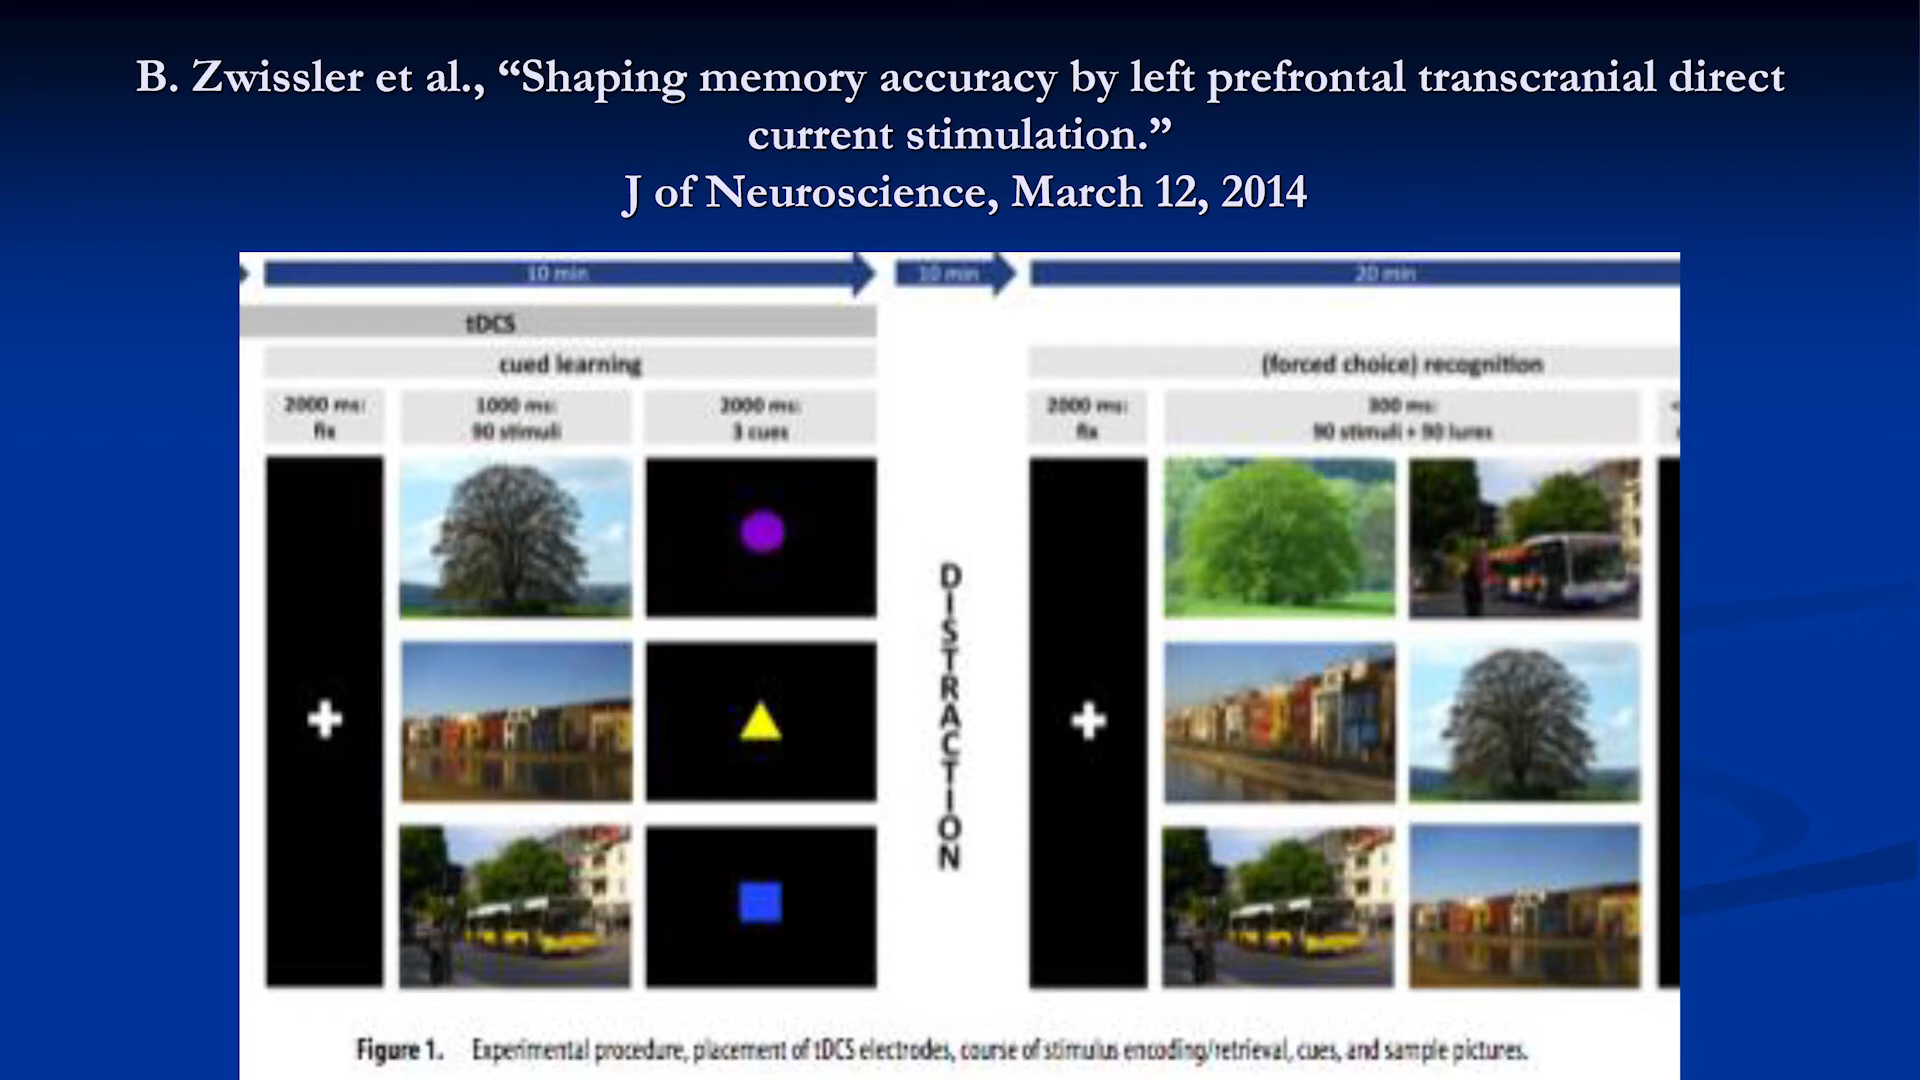 B. Zwissler et al., “Shaping memory accuracy by left prefrontal transcranial direct
current stimulation.”
J of Neuroscience, March 12, 2014
10 min
10 min
20 min
tDCS
cued learning
(forced choice) recognition
2000 ms:
fix
1000 ms:
90 stimuli
2000 ms:
3 cues
2000 ms:
fix
300 ms:
90 stimuli + 90 lures
DISTRACTION
Figure 1. Experimental procedure, placement of tDCS electrodes, course of stimulus encoding/retrieval, cues, and sample pictures.